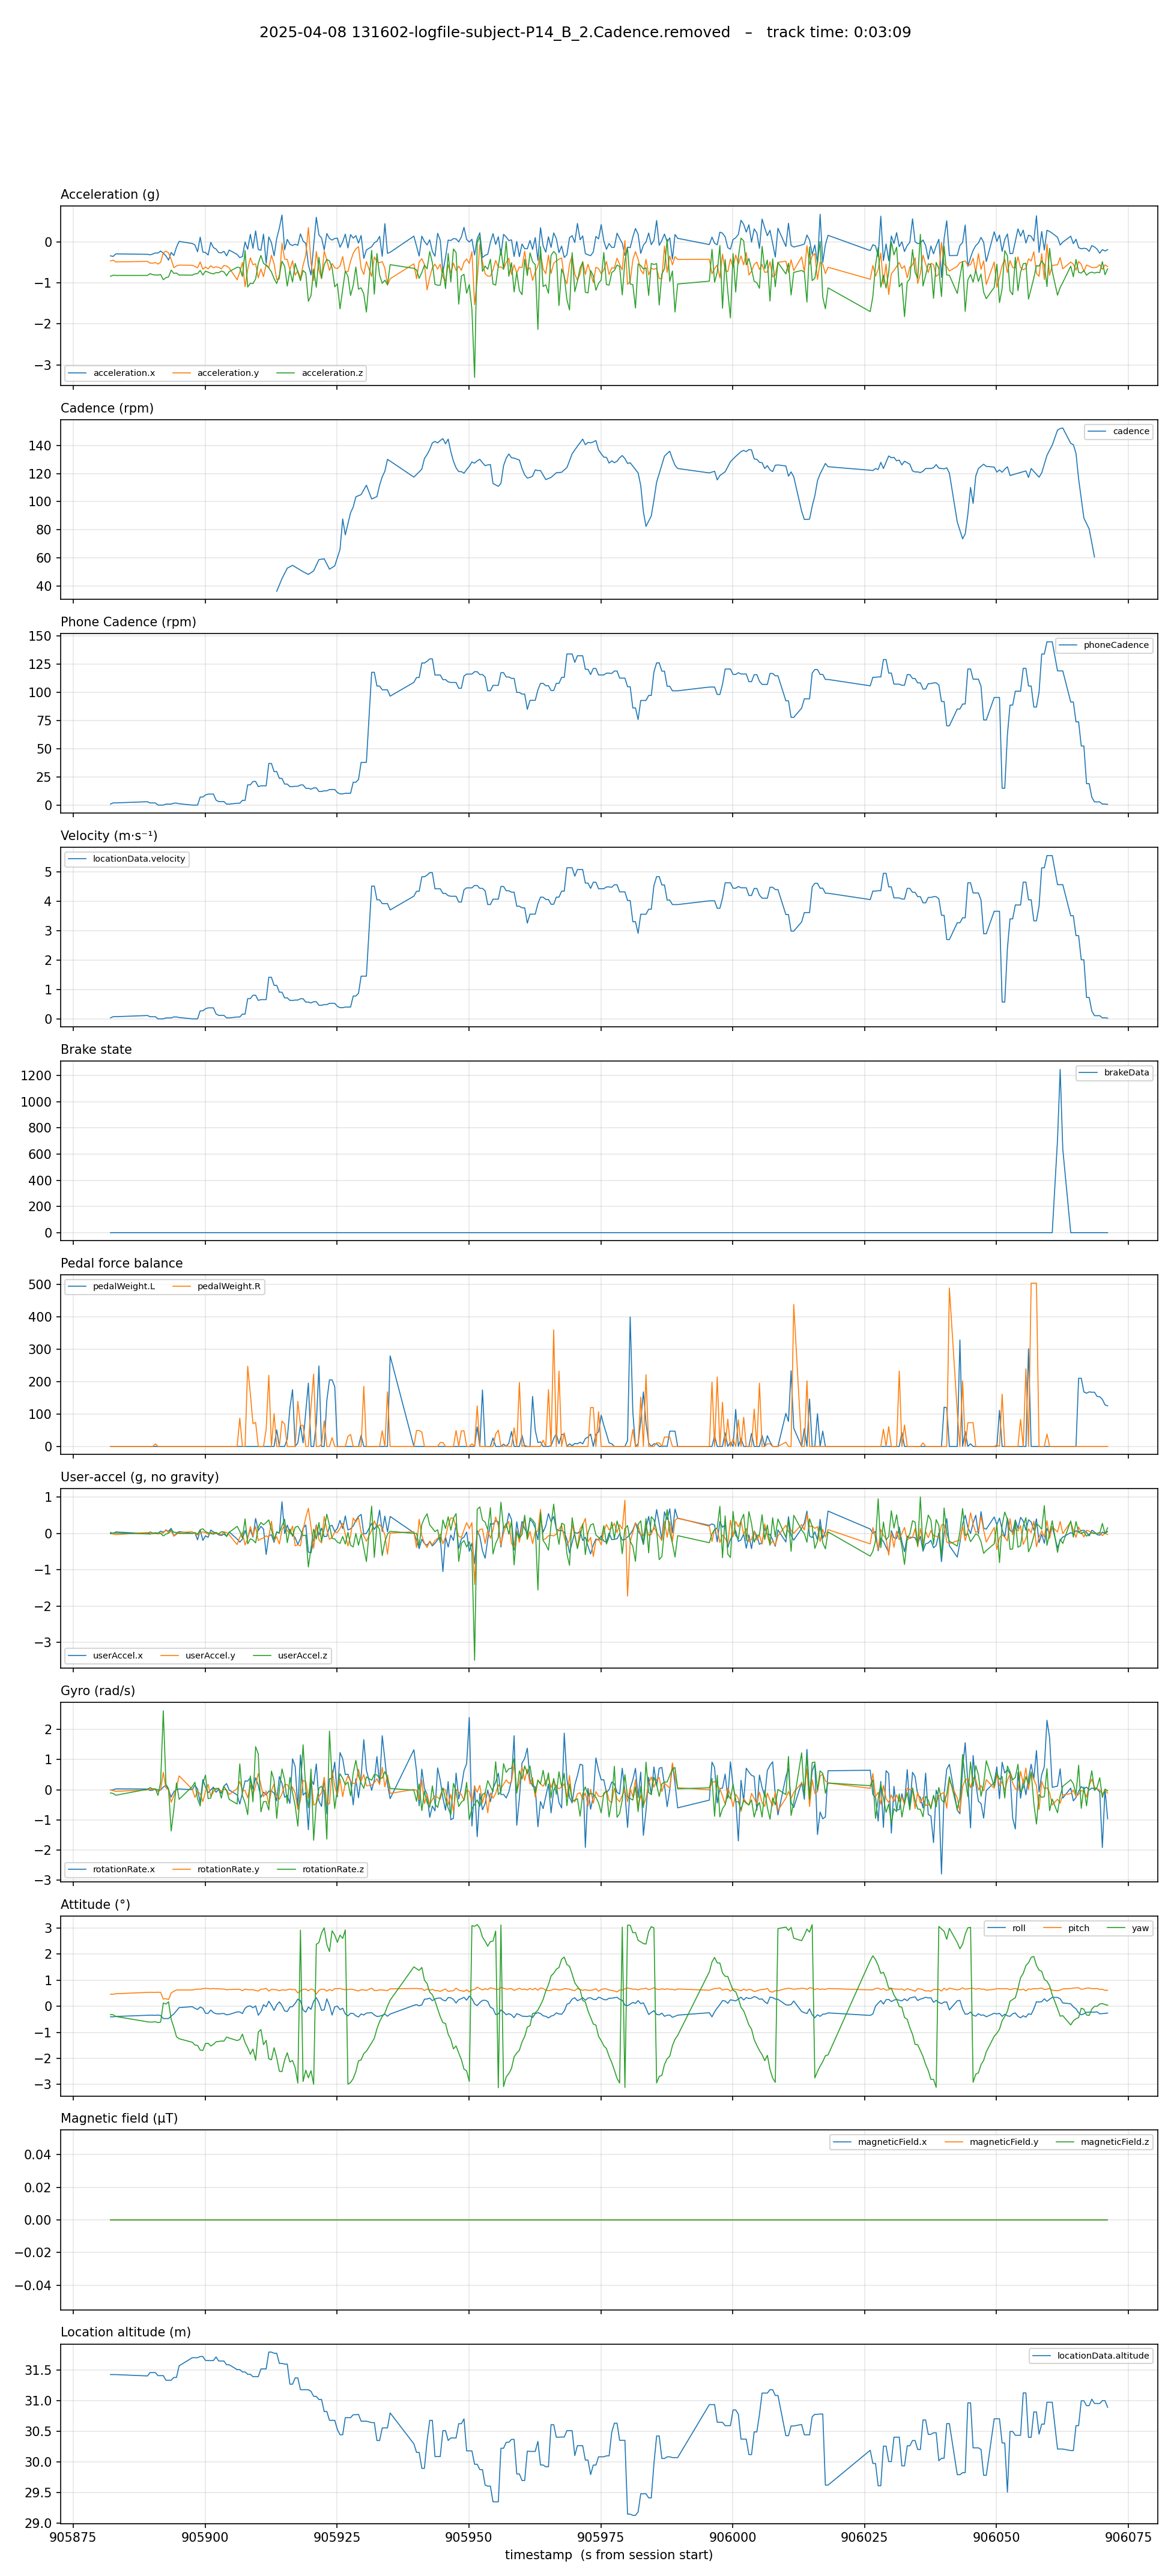 2025-04-08 131602-logfile-subject-P14_B_2.Cadence.removed – track time: 0:03:09
Acceleration (g)
0
−1
−2
−3
acceleration.x acceleration.y acceleration.z
Cadence (rpm)
cadence
140
120
100
80
60
40
Phone Cadence (rpm)
phoneCadence
150
125
100
75
50
25
0
Velocity (m·s⁻¹)
locationData.velocity
5
4
3
2
1
0
Brake state
brakeData
1200
1000
800
600
400
200
0
Pedal force balance
pedalWeight.L pedalWeight.R
500
400
300
200
100
0
User-accel (g, no gravity)
1
0
−1
−2
−3
userAccel.x userAccel.y userAccel.z
Gyro (rad/s)
2
1
0
−1
−2
−3
rotationRate.x rotationRate.y rotationRate.z
Attitude (°)
roll pitch yaw
3
2
1
0
−1
−2
−3
Magnetic field (µT)
magneticField.x magneticField.y magneticField.z
0.04
0.02
0.00
−0.02
−0.04
Location altitude (m)
locationData.altitude
31.5
31.0
30.5
30.0
29.5
29.0
905875 905900 905925 905950 905975 906000 906025 906050 906075
timestamp (s from session start)